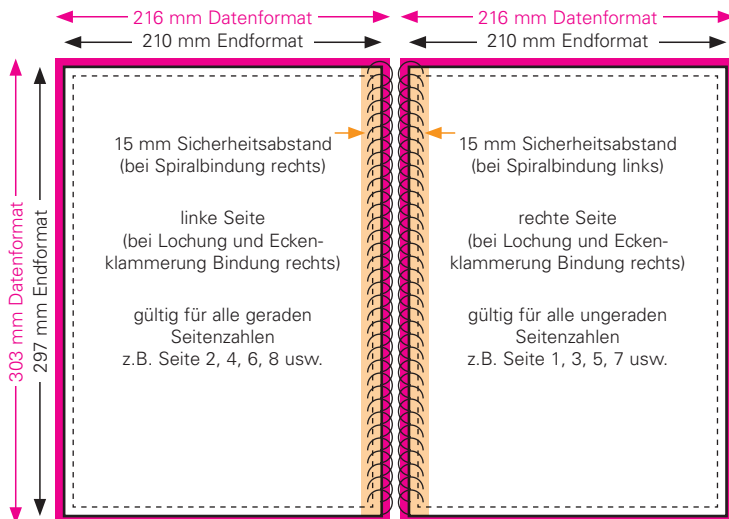 216 mm Datenformat
216 mm Datenformat
210 mm Endformat
210 mm Endformat
303 mm Datenformat
297 mm Endformat
15 mm Sicherheitsabstand
(bei Spiralbindung rechts)
linke Seite
(bei Lochung und Ecken-
klammerung Bindung rechts)
gültig für alle geraden
Seitenzahlen
z.B. Seite 2, 4, 6, 8 usw.
15 mm Sicherheitsabstand
(bei Spiralbindung links)
rechte Seite
(bei Lochung und Ecken-
klammerung Bindung rechts)
gültig für alle ungeraden
Seitenzahlen
z.B. Seite 1, 3, 5, 7 usw.